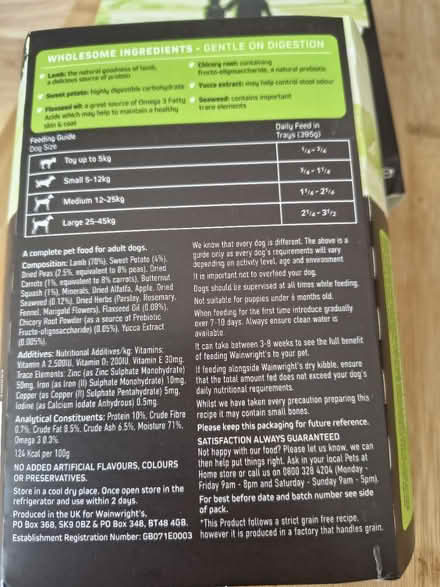 WHOLESOME INGREDIENTS - GENTLE ON DIGESTION
Lamb: the natural goodness of lamb,
a delicious source of protein
Sweet potato: highly digestible carbohydrate
Flaxseed oil: a great source of Omega 3 Fatty
Acids which may help to maintain a healthy
skin & coat
Chicory root: containing
fructo-oligosaccharide, a natural prebiotic
Yucca extract: may help control stool odour
Seaweed: contains important
trace elements
Feeding Guide
Dog Size
Daily Feed in
Trays (395g)
Toy up to 5kg
1/4 - 3/4
Small 5-12kg
3/4 - 1 1/4
Medium 12-25kg
1 1/4 - 2 1/4
Large 25-45kg
2 1/4 - 3 1/2
A complete pet food for adult dogs.
Composition: Lamb (70%), Sweet Potato (4%),
Dried Peas (2.5%, equivalent to 8% peas), Dried
Carrots (1%, equivalent to 8% carrots), Butternut
Squash (1%), Minerals, Dried Alfalfa, Apple, Dried
Seaweed (0.12%), Dried Herbs (Parsley, Rosemary,
Fennel, Marigold Flowers), Flaxseed Oil (0.08%),
Chicory Root Powder (as a source of Prebiotic
Fructo-oligosaccharide) (0.05%), Yucca Extract
(0.005%).
Additives: Nutritional Additives/kg: Vitamins:
Vitamin A 2,500IU, Vitamin D3 200IU, Vitamin E 30mg.
Trace Elements: Zinc (as Zinc Sulphate Monohydrate)
50mg, Iron (as Iron (II) Sulphate Monohydrate) 10mg,
Copper (as Copper (II) Sulphate Pentahydrate) 5mg,
Iodine (as Calcium Iodate Anhydrous) 0.5mg.
Analytical Constituents: Protein 10%, Crude Fibre
0.7%, Crude Fat 8.5%, Crude Ash 6.5%, Moisture 71%,
Omega 3 0.3%.
124 Kcal per 100g
NO ADDED ARTIFICIAL FLAVOURS, COLOURS
OR PRESERVATIVES.
Store in a cool dry place. Once open store in the
refrigerator and use within 2 days.
Produced in the UK for Wainwright's,
PO Box 368, SK9 0BZ & PO Box 348, BT48 4GB.
Establishment Registration Number: GB071E0003
We know that every dog is different. The above is a
guide only as every dog's requirements will vary
depending on activity level, age and environment
It is important not to overfeed your dog.
Dogs should be supervised at all times while feeding.
Not suitable for puppies under 6 months old.
When feeding for the first time introduce gradually
over 7-10 days. Always ensure clean water is
available.
It can take between 3-8 weeks to see the full benefit
of feeding Wainwright's to your pet.
If feeding alongside Wainwright's dry kibble, ensure
that the total amount fed does not exceed your dog's
daily nutritional requirements.
Whilst we have taken every precaution preparing this
recipe it may contain small bones.
Please keep this packaging for future reference.
SATISFACTION ALWAYS GUARANTEED
Not happy with our food? Please let us know, we can
then help put things right. Ask in your local Pets at
Home store or call us on 0800 328 4204 (Monday -
Friday 9am - 8pm and Saturday - Sunday 9am - 5pm).
For best before date and batch number see side
of pack.
*This Product follows a strict grain free recipe,
however it is produced in a factory that handles grain.